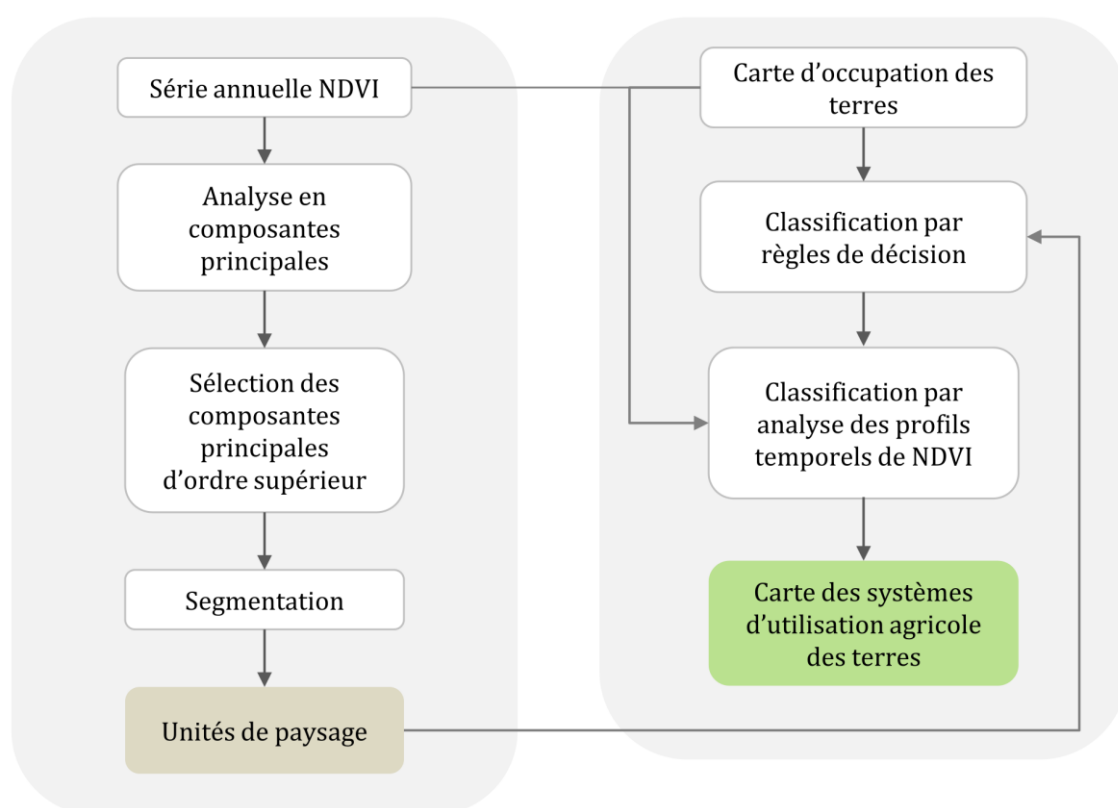 Série annuelle NDVI
Analyse en
composantes
principales
Sélection des
composantes
principales
d’ordre supérieur
Segmentation
Unités de paysage
Carte d’occupation des
terres
Classification par
règles de décision
Classification par
analyse des profils
temporels de NDVI
Carte des systèmes
d’utilisation agricole
des terres